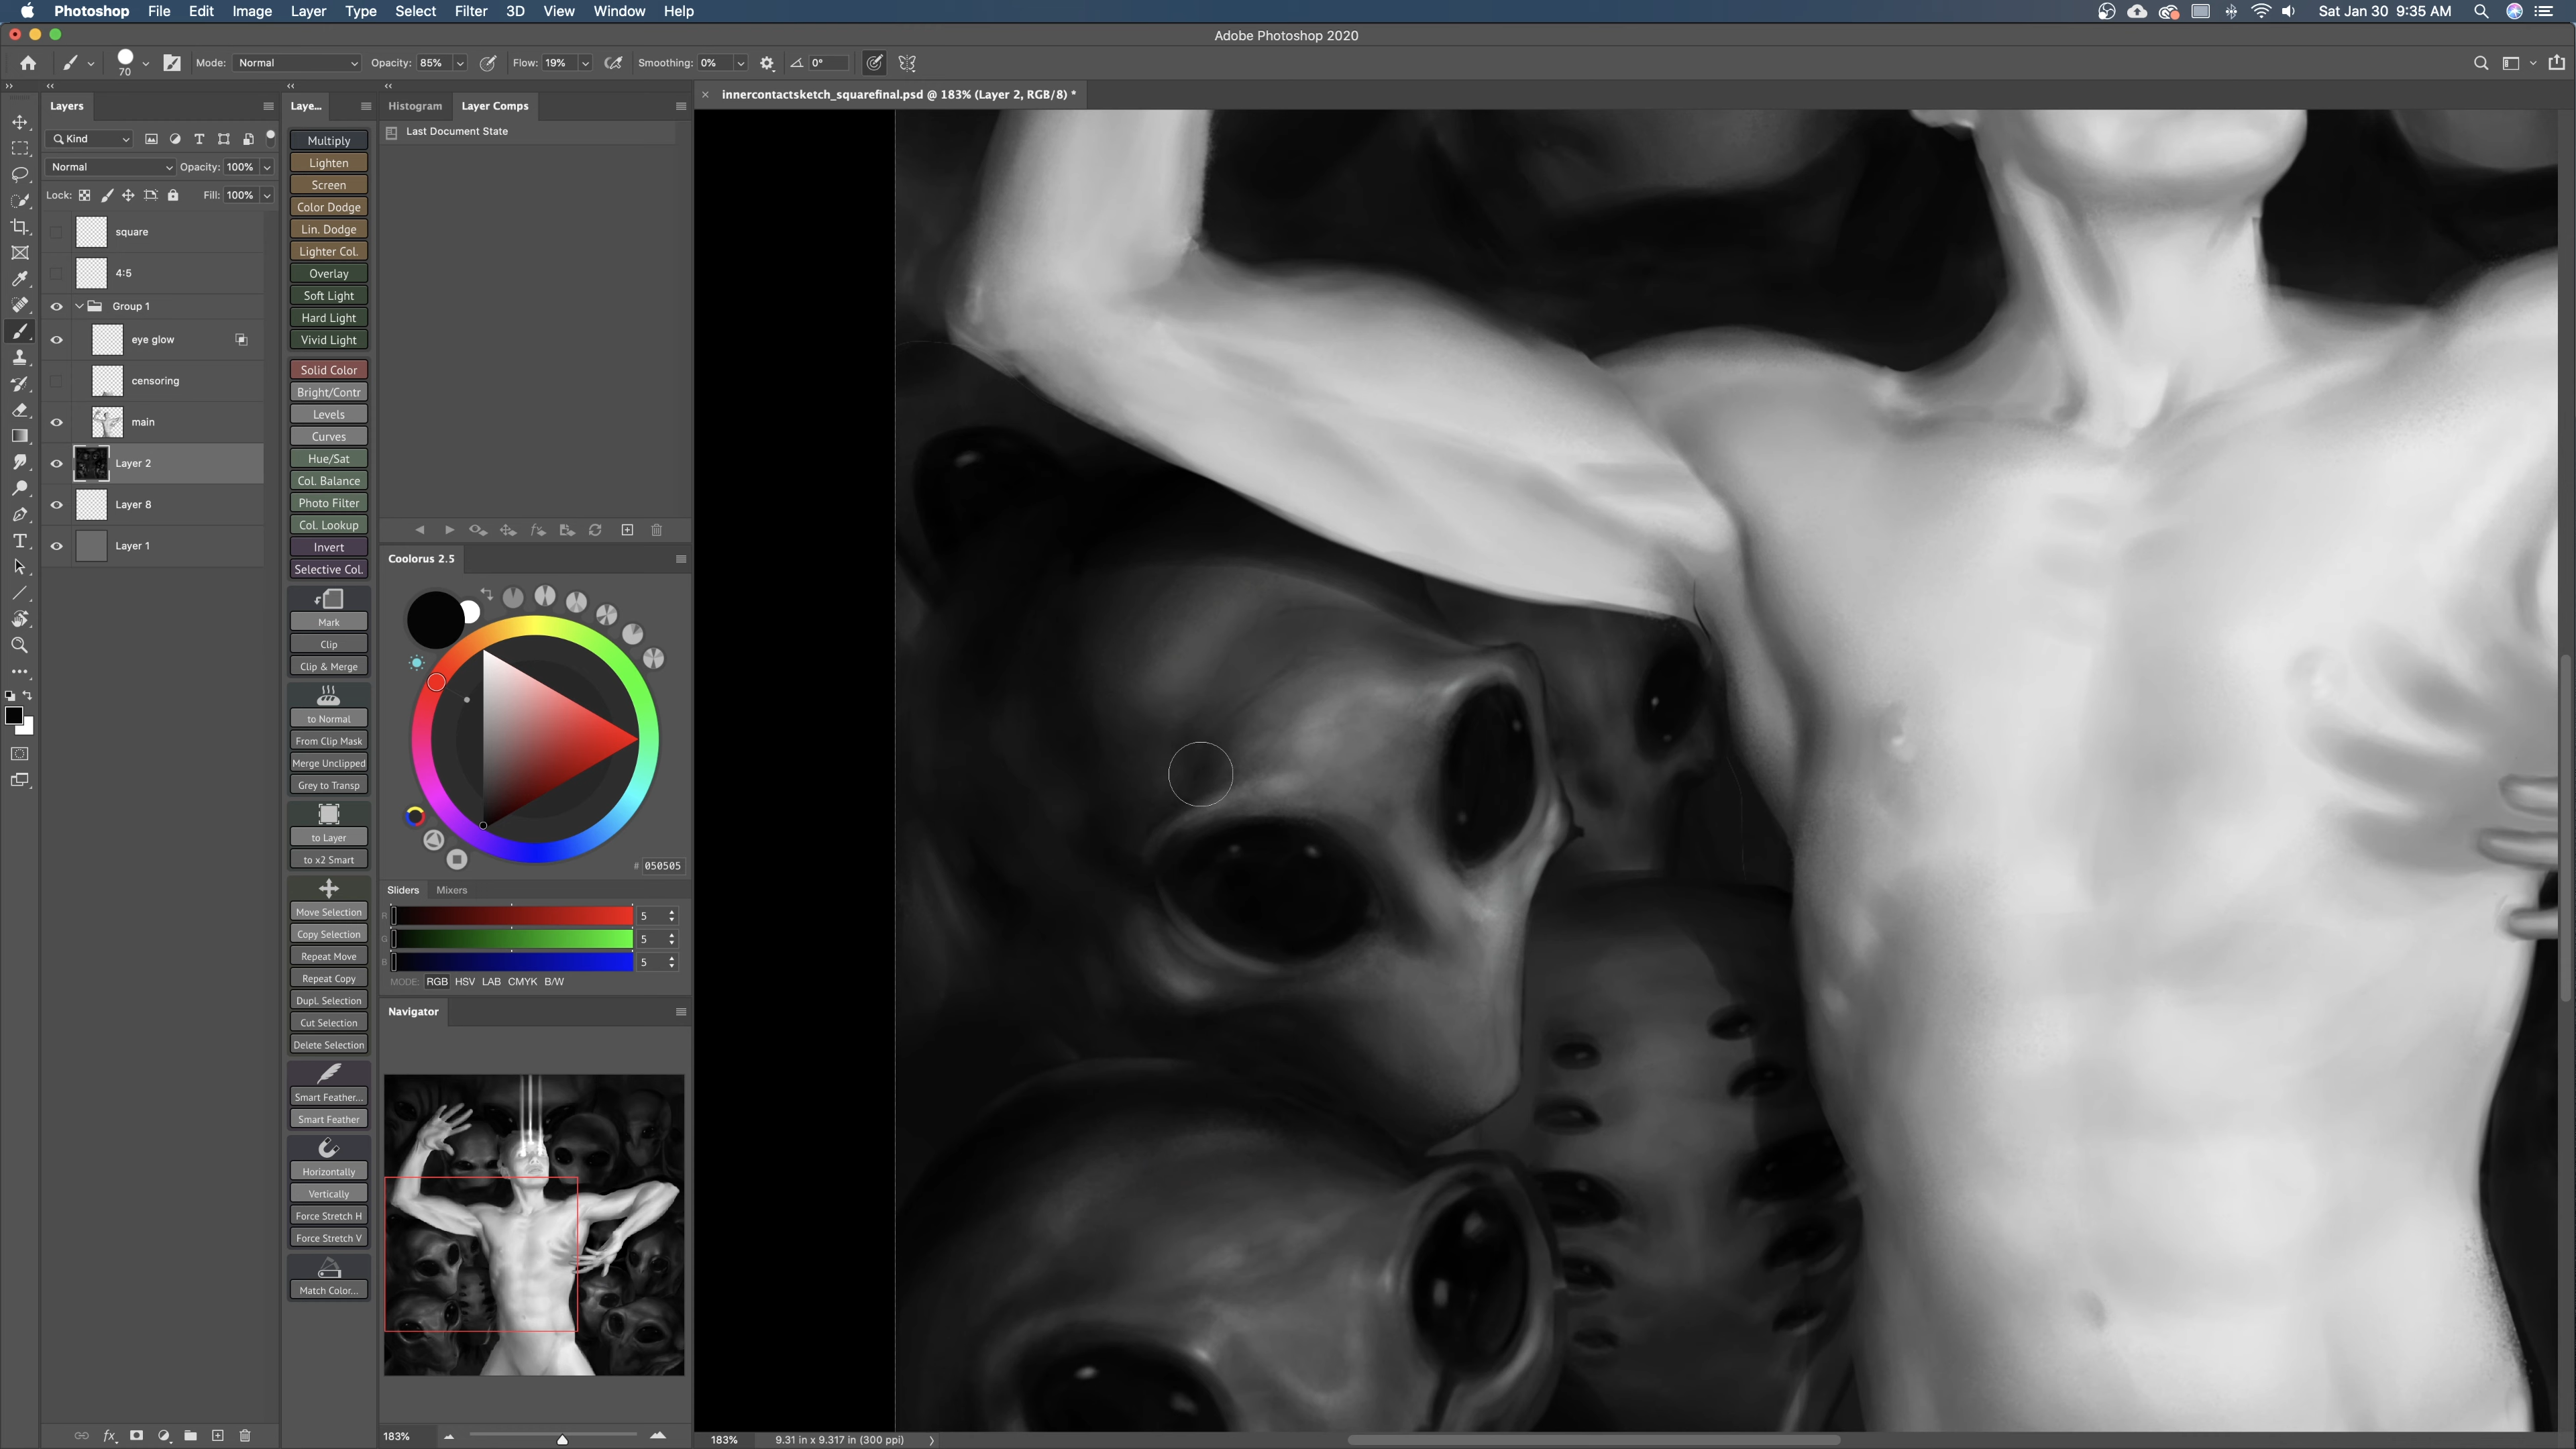 Photoshop File Edit Image Layer Type Select Filter 3D View Window Help Sat Jan 30 9:35 AM
Adobe Photoshop 2020
70 Mode: Normal Opacity: 85% Flow: 19% Smoothing: 0% 0°
Layers
Kind
Normal Opacity: 100%
Lock: Fill: 100%
square
4:5
Group 1
eye glow
censoring
main
Layer 2
Layer 8
Layer 1
Laye...
Multiply
Lighten
Screen
Color Dodge
Lin. Dodge
Lighter Col.
Overlay
Soft Light
Hard Light
Vivid Light
Solid Color
Bright/Contr
Levels
Curves
Hue/Sat
Col. Balance
Photo Filter
Col. Lookup
Invert
Selective Col.
Mark
Clip
Clip & Merge
to Normal
From Clip Mask
Merge Unclipped
Grey to Transp
to Layer
to x2 Smart
Move Selection
Copy Selection
Repeat Move
Repeat Copy
Dupl. Selection
Cut Selection
Delete Selection
Smart Feather...
Smart Feather
Horizontally
Vertically
Force Stretch H
Force Stretch V
Match Color...
Histogram Layer Comps
Last Document State
Coolorus 2.5
# 050505
Sliders Mixers
R 5
G 5
B 5
MODE: RGB HSV LAB CMYK B/W
Navigator
183%
innercontactsketch_squarefinal.psd @ 183% (Layer 2, RGB/8) *
183% 9.31 in x 9.317 in (300 ppi)